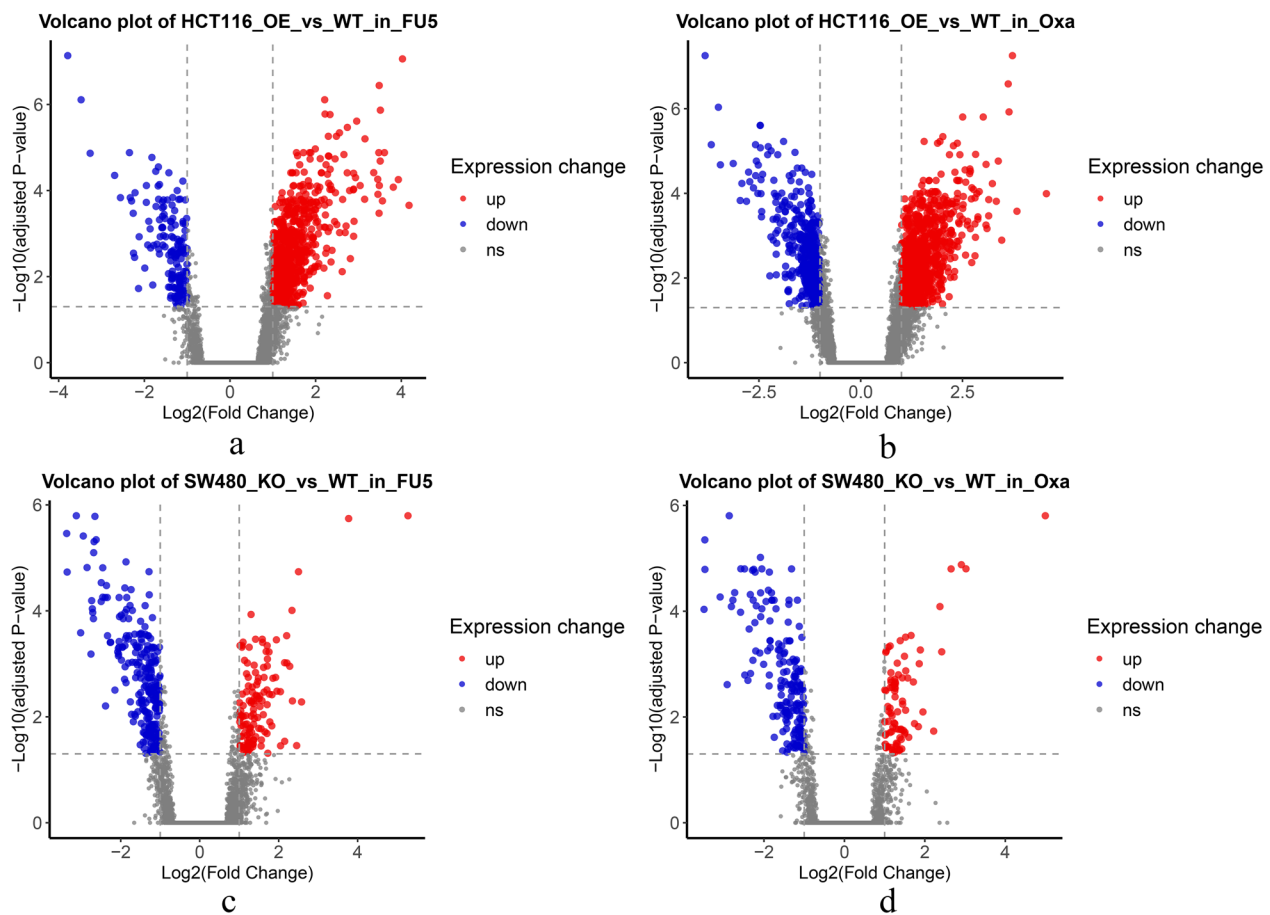 Volcano plot of HCT116_OE_vs_WT_in_FU5
−Log10(adjusted P−value)
6
4
2
0
−4
−2
0
2
4
Log2(Fold Change)
Expression change
up
down
ns
a
Volcano plot of HCT116_OE_vs_WT_in_Oxa
−Log10(adjusted P−value)
6
4
2
0
−2.5
0.0
2.5
Log2(Fold Change)
Expression change
up
down
ns
b
Volcano plot of SW480_KO_vs_WT_in_FU5
−Log10(adjusted P−value)
6
4
2
0
−2
0
2
4
Log2(Fold Change)
Expression change
up
down
ns
c
Volcano plot of SW480_KO_vs_WT_in_Oxa
−Log10(adjusted P−value)
6
4
2
0
−2
0
2
4
Log2(Fold Change)
Expression change
up
down
ns
d